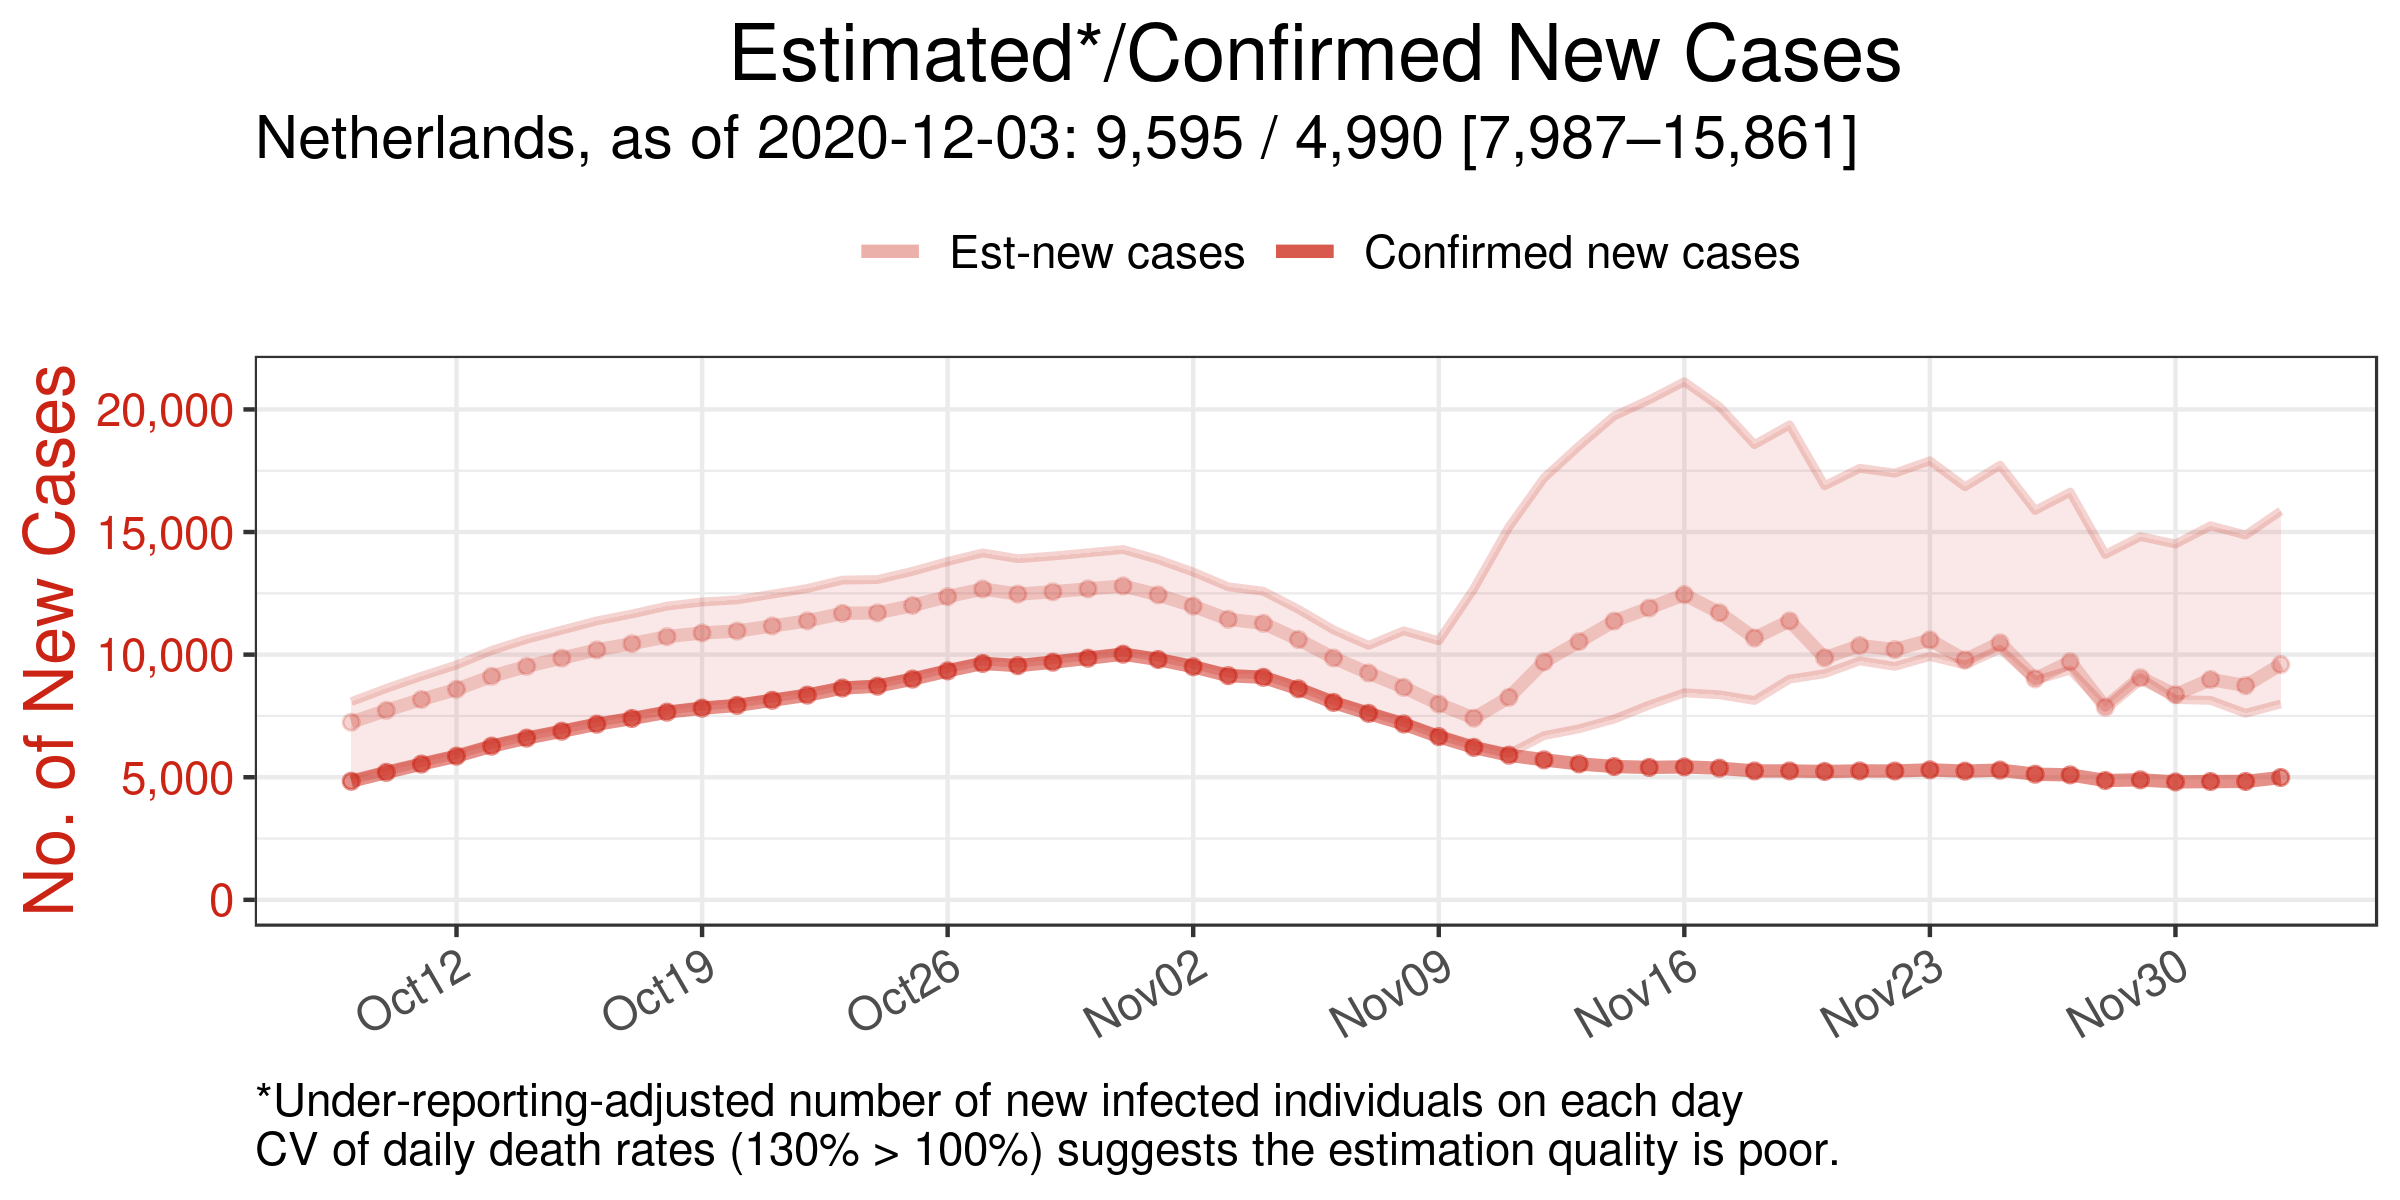 Estimated*/Confirmed New Cases
Netherlands, as of 2020-12-03: 9,595 / 4,990 [7,987–15,861]
Est-new cases
Confirmed new cases
No. of New Cases
20,000
15,000
10,000
5,000
0
Oct12
Oct19
Oct26
Nov02
Nov09
Nov16
Nov23
Nov30
*Under-reporting-adjusted number of new infected individuals on each day
CV of daily death rates (130% > 100%) suggests the estimation quality is poor.